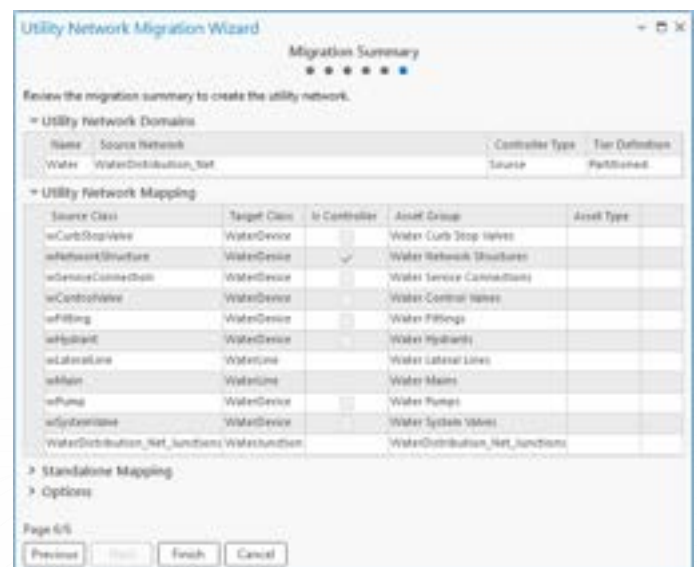 Utility Network Migration Wizard
Migration Summary
Review the migration summary to create the utility network.
Utility Network Domains
Name Source Network Controller Type Tier Definition
Water WaterDistribution_Net Source Partitioned
Utility Network Mapping
Source Class Target Class Is Controller Asset Group Asset Type
wCurbStopValve WaterDevice Water Curb Stop Valves
wNetworkStructure WaterDevice Water Network Structures
wServiceConnection WaterDevice Water Service Connections
wControlValve WaterDevice Water Control Valves
wFitting WaterDevice Water Fittings
wHydrant WaterDevice Water Hydrants
wLateralLine WaterLine Water Lateral Lines
wMain WaterLine Water Mains
wPump WaterDevice Water Pumps
wSystemValve WaterDevice Water System Valves
WaterDistribution_Net_Junctions WaterJunction WaterDistribution_Net_Junctions
Standalone Mapping
Options
Page 6/6
Previous Next Finish Cancel